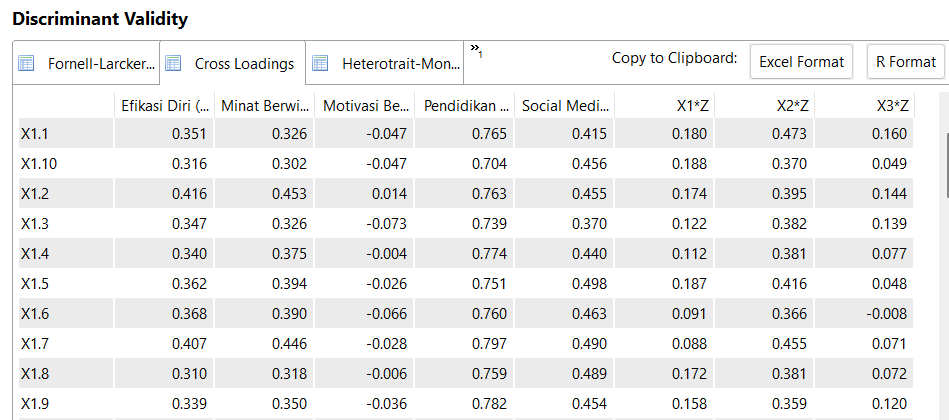 Discriminant Validity
Fornell-Larcker... Cross Loadings Heterotrait-Mon... »1 Copy to Clipboard: Excel Format R Format
Efikasi Diri (... Minat Berwi... Motivasi Be... Pendidikan ... Social Medi... X1*Z X2*Z X3*Z
X1.1 0.351 0.326 -0.047 0.765 0.415 0.180 0.473 0.160
X1.10 0.316 0.302 -0.047 0.704 0.456 0.188 0.370 0.049
X1.2 0.416 0.453 0.014 0.763 0.455 0.174 0.395 0.144
X1.3 0.347 0.326 -0.073 0.739 0.370 0.122 0.382 0.139
X1.4 0.340 0.375 -0.004 0.774 0.440 0.112 0.381 0.077
X1.5 0.362 0.394 -0.026 0.751 0.498 0.187 0.416 0.048
X1.6 0.368 0.390 -0.066 0.760 0.463 0.091 0.366 -0.008
X1.7 0.407 0.446 -0.028 0.797 0.490 0.088 0.455 0.071
X1.8 0.310 0.318 -0.006 0.759 0.489 0.172 0.381 0.072
X1.9 0.339 0.350 -0.036 0.782 0.454 0.158 0.359 0.120